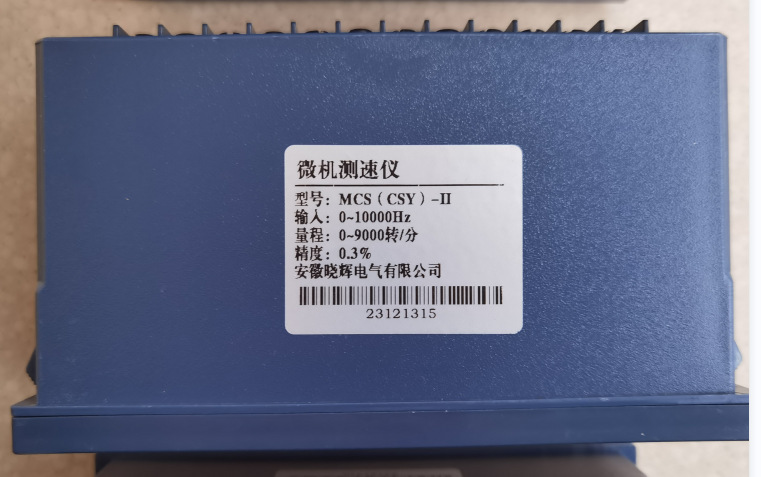 微机测速仪
型号：MCS（CSY）-II
输入：0~10000Hz
量程：0~9000转/分
精度：0.3%
安徽晓辉电气有限公司
23121315